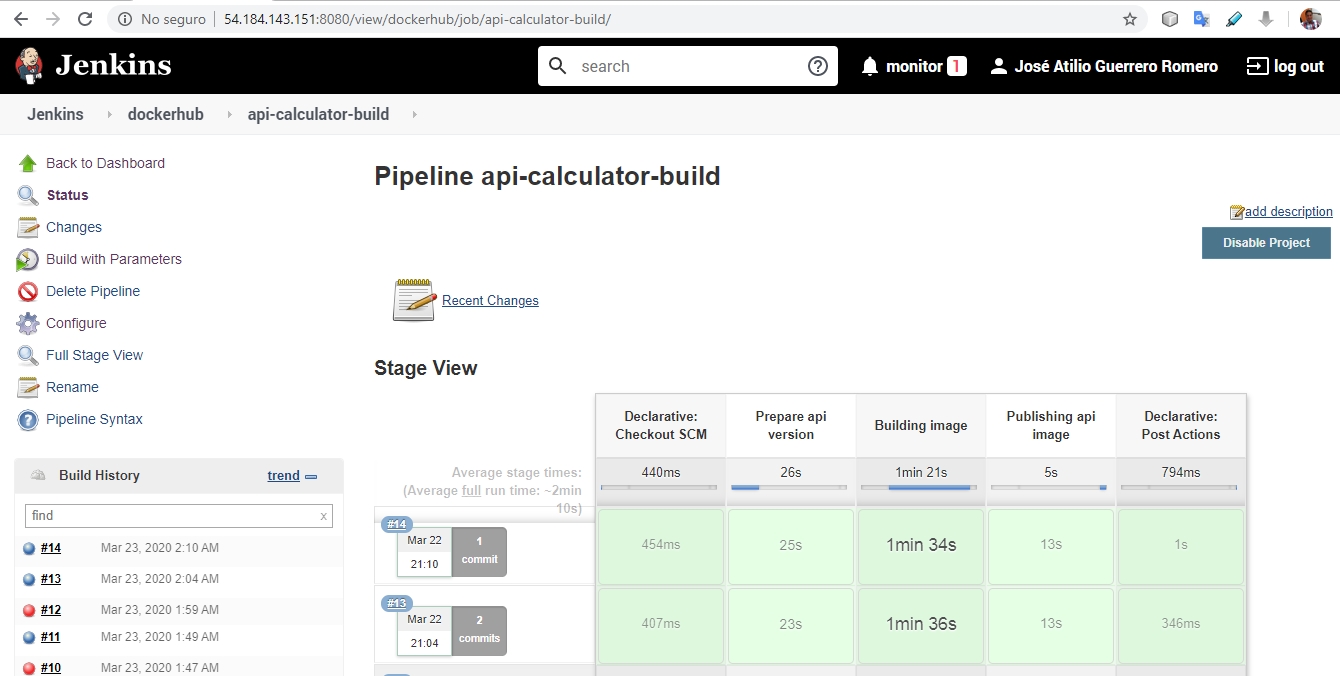 No seguro
54.184.143.151:8080/view/dockerhub/job/api-calculator-build/
Jenkins
search
monitor 1
José Atilio Guerrero Romero
log out
Jenkins
dockerhub
api-calculator-build
Back to Dashboard
Status
Changes
Build with Parameters
Delete Pipeline
Configure
Full Stage View
Rename
Pipeline Syntax
Build History
trend
find
x
#14 Mar 23, 2020 2:10 AM
#13 Mar 23, 2020 2:04 AM
#12 Mar 23, 2020 1:59 AM
#11 Mar 23, 2020 1:49 AM
#10 Mar 23, 2020 1:47 AM
Pipeline api-calculator-build
add description
Disable Project
Recent Changes
Stage View
Declarative:
Checkout SCM
Prepare api
version
Building image
Publishing api
image
Declarative:
Post Actions
Average stage times:
(Average full run time: ~2min
10s)
440ms
26s
1min 21s
5s
794ms
#14
Mar 22
21:10
1
commit
454ms
25s
1min 34s
13s
1s
#13
Mar 22
21:04
2
commits
407ms
23s
1min 36s
13s
346ms